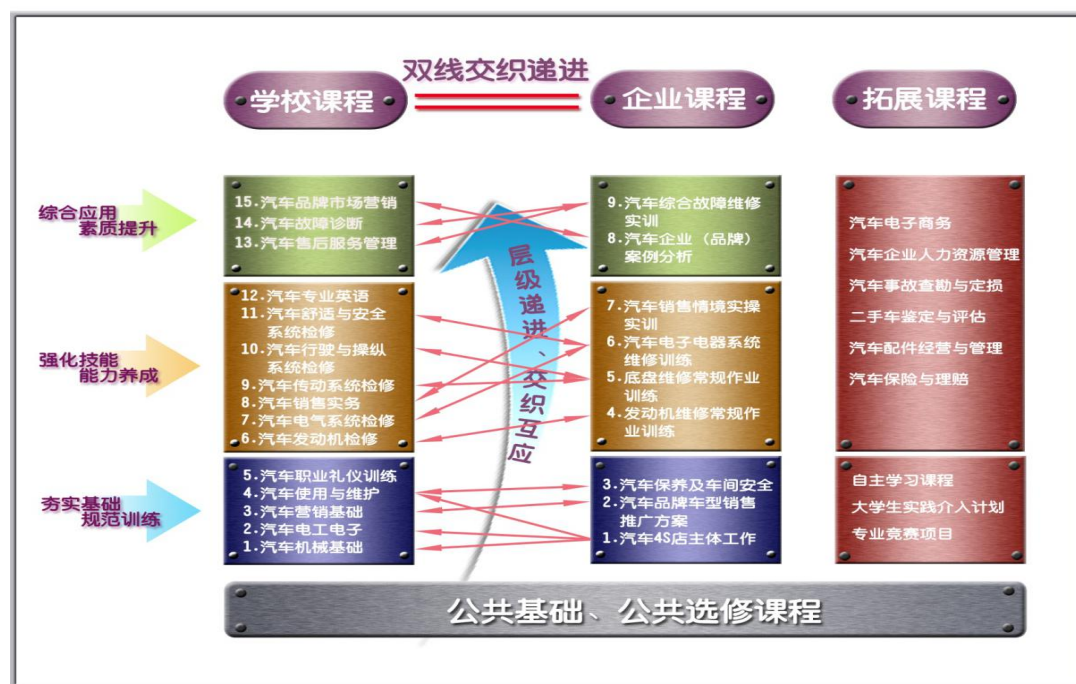 双线交织递进
学校课程
企业课程
拓展课程
综合应用
素质提升
15.汽车品牌市场营销
14.汽车故障诊断
13.汽车售后服务管理
9.汽车综合故障维修
实训
8.汽车企业（品牌）
案例分析
强化技能
能力养成
12.汽车专业英语
11.汽车舒适与安全
系统检修
10.汽车行驶与操纵
系统检修
9.汽车传动系统检修
8.汽车销售实务
7.汽车电气系统检修
6.汽车发动机检修
层级递进、交织互应
7.汽车销售情境实操
实训
6.汽车电子电器系统
维修训练
5.底盘维修常规作业
训练
4.发动机维修常规作
业训练
汽车电子商务
汽车企业人力资源管理
汽车事故查勘与定损
二手车鉴定与评估
汽车配件经营与管理
汽车保险与理赔
夯实基础
规范训练
5.汽车职业礼仪训练
4.汽车使用与维护
3.汽车营销基础
2.汽车电工电子
1.汽车机械基础
3.汽车保养及车间安全
2.汽车品牌车型销售
推广方案
1.汽车4S店主体工作
自主学习课程
大学生实践介入计划
专业竞赛项目
公共基础、公共选修课程